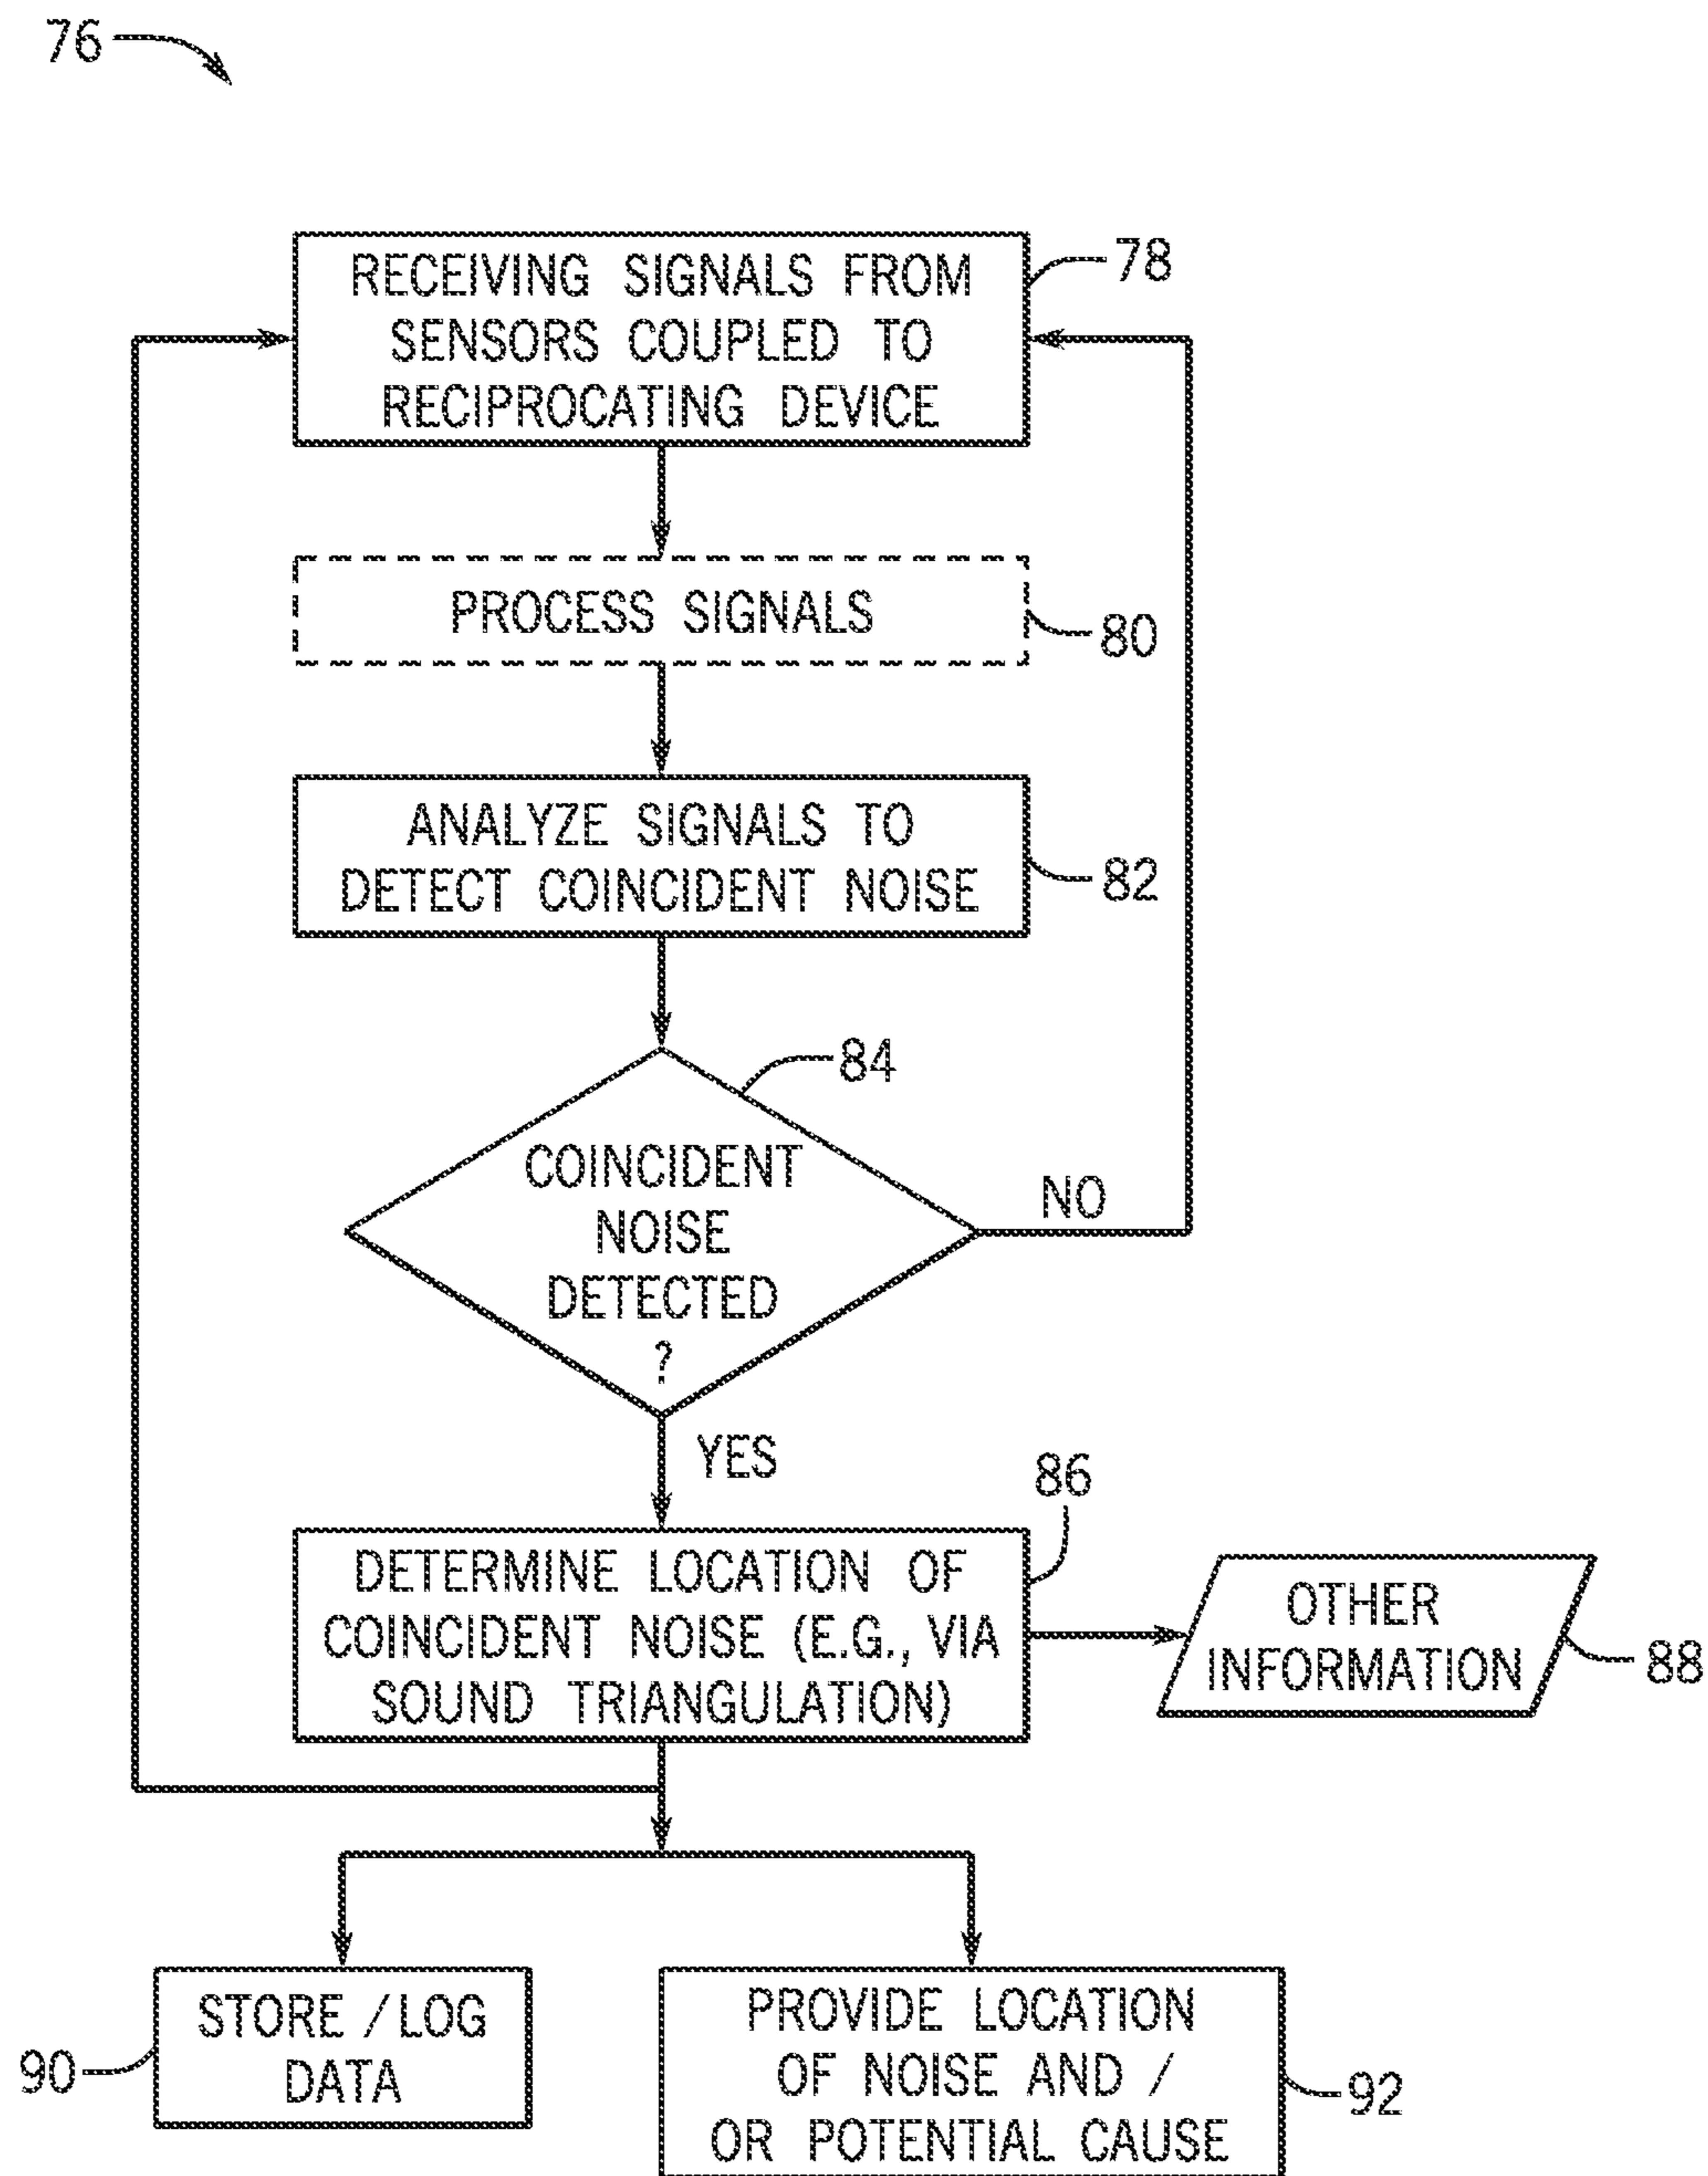 76
RECEIVING SIGNALS FROM
SENSORS COUPLED TO
RECIPROCATING DEVICE
78
PROCESS SIGNALS
80
ANALYZE SIGNALS TO
DETECT COINCIDENT NOISE
82
84
COINCIDENT
NOISE
DETECTED
?
NO
YES
86
DETERMINE LOCATION OF
COINCIDENT NOISE (E.G., VIA
SOUND TRIANGULATION)
OTHER
INFORMATION
88
STORE / LOG
DATA
90
PROVIDE LOCATION
OF NOISE AND /
OR POTENTIAL CAUSE
92